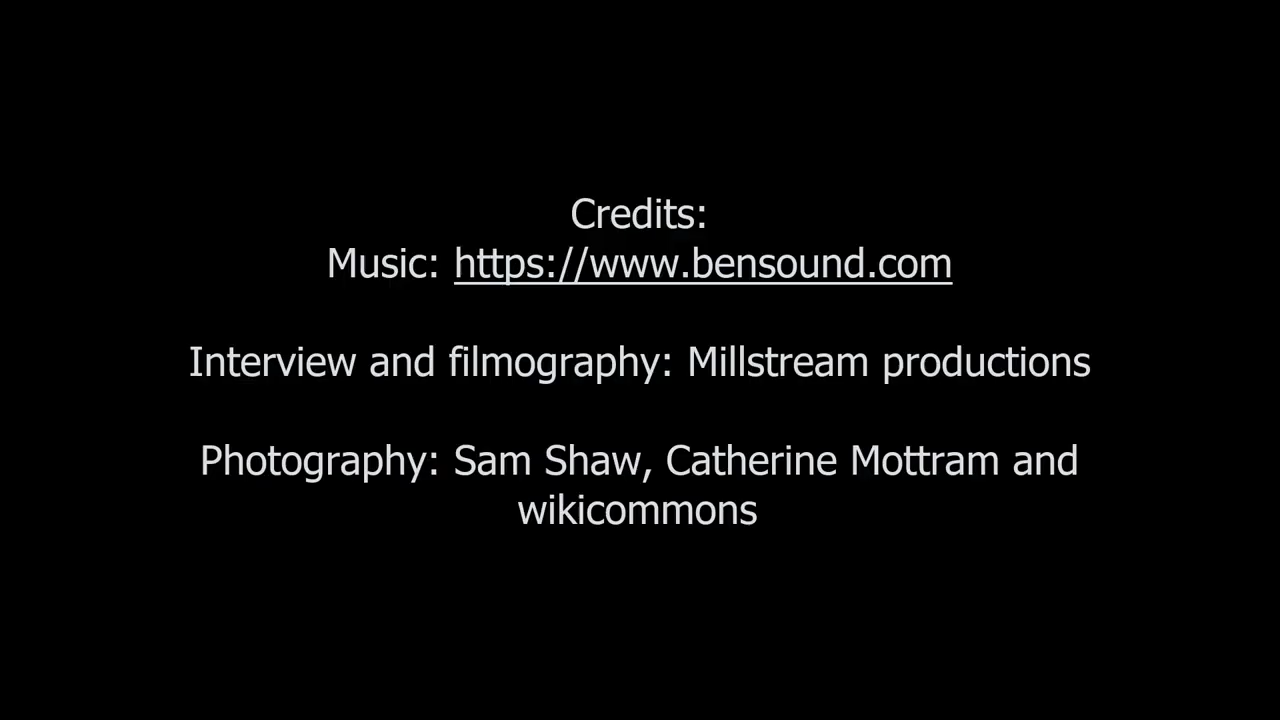 Credits:
Music: https://www.bensound.com
Interview and filmography: Millstream productions
Photography: Sam Shaw, Catherine Mottram and
wikicommons